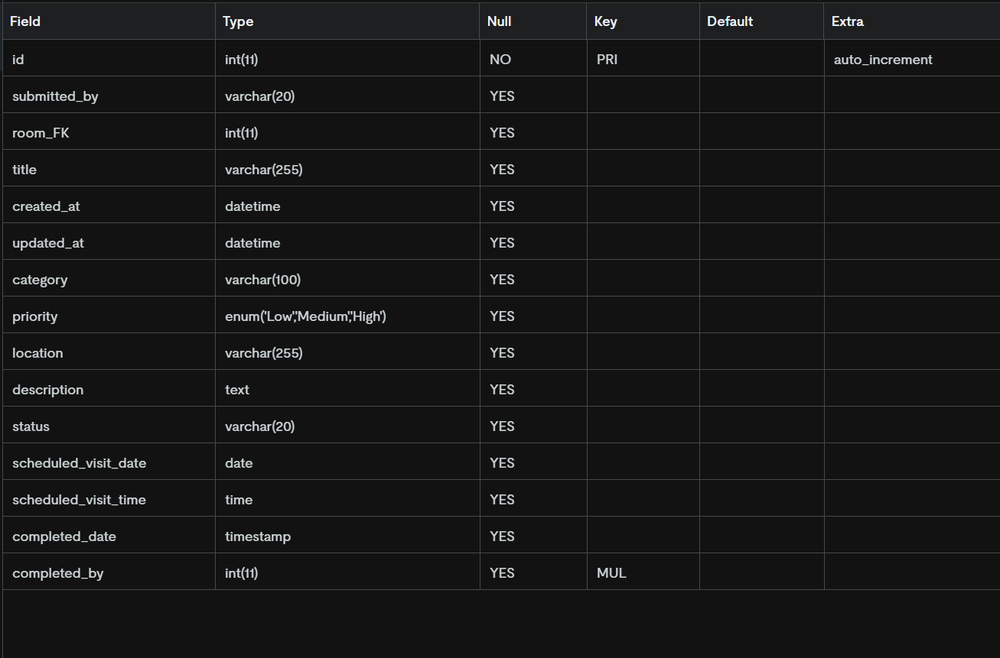 Field Type Null Key Default Extra
id int(11) NO PRI auto_increment
submitted_by varchar(20) YES
room_FK int(11) YES
title varchar(255) YES
created_at datetime YES
updated_at datetime YES
category varchar(100) YES
priority enum('Low','Medium','High') YES
location varchar(255) YES
description text YES
status varchar(20) YES
scheduled_visit_date date YES
scheduled_visit_time time YES
completed_date timestamp YES
completed_by int(11) YES MUL